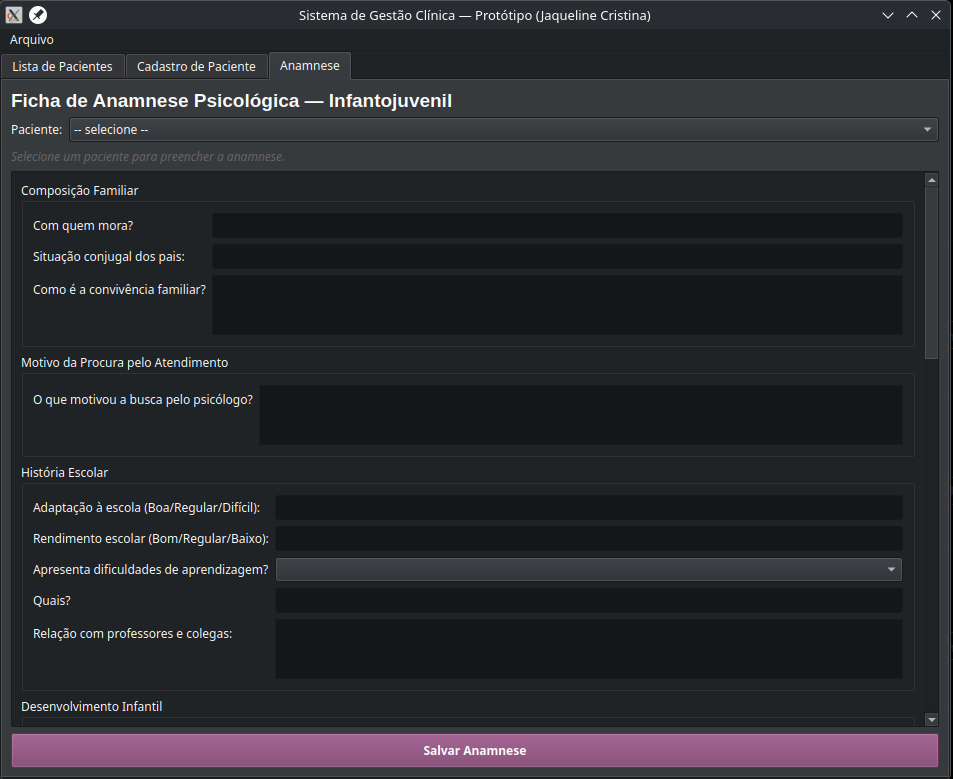 Sistema de Gestão Clínica — Protótipo (Jaqueline Cristina)
Arquivo
Lista de Pacientes Cadastro de Paciente Anamnese
Ficha de Anamnese Psicológica — Infantojuvenil
Paciente: -- selecione --
Selecione um paciente para preencher a anamnese.
Composição Familiar
Com quem mora?
Situação conjugal dos pais:
Como é a convivência familiar?
Motivo da Procura pelo Atendimento
O que motivou a busca pelo psicólogo?
História Escolar
Adaptação à escola (Boa/Regular/Difícil):
Rendimento escolar (Bom/Regular/Baixo):
Apresenta dificuldades de aprendizagem?
Quais?
Relação com professores e colegas:
Desenvolvimento Infantil
Salvar Anamnese